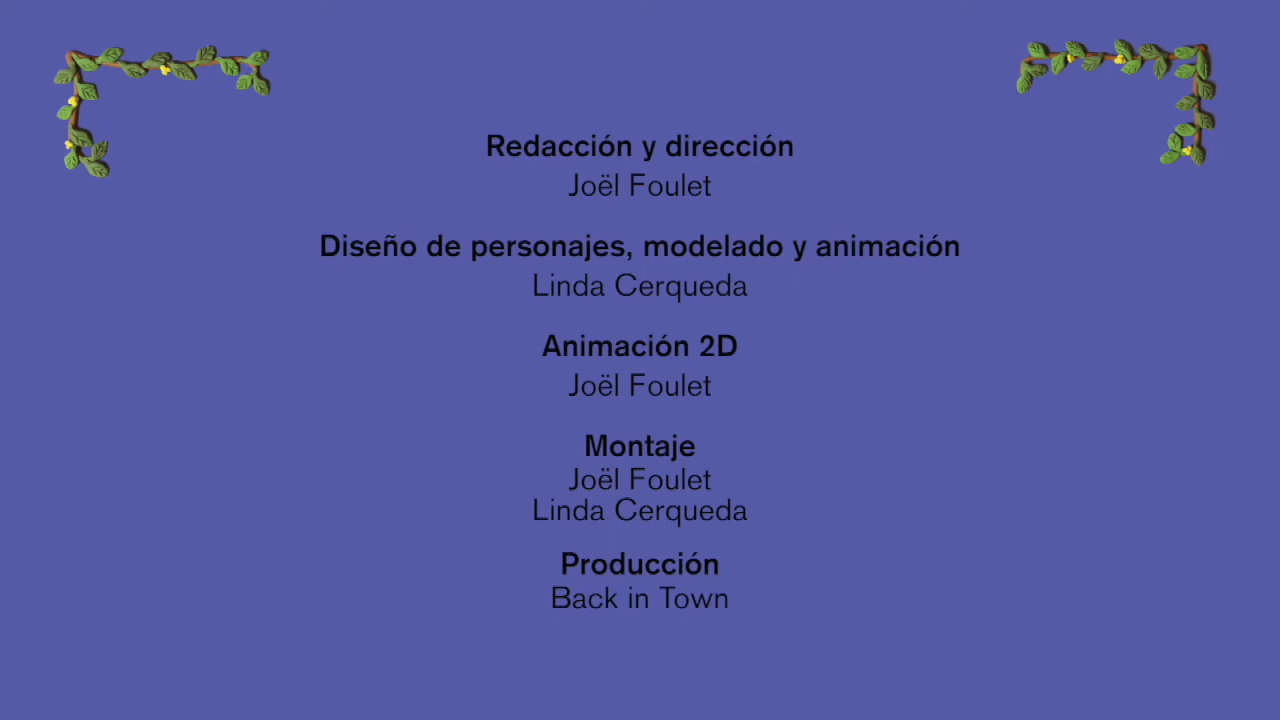 Redacción y dirección
Joël Foulet
Diseño de personajes, modelado y animación
Linda Cerqueda
Animación 2D
Joël Foulet
Montaje
Joël Foulet
Linda Cerqueda
Producción
Back in Town